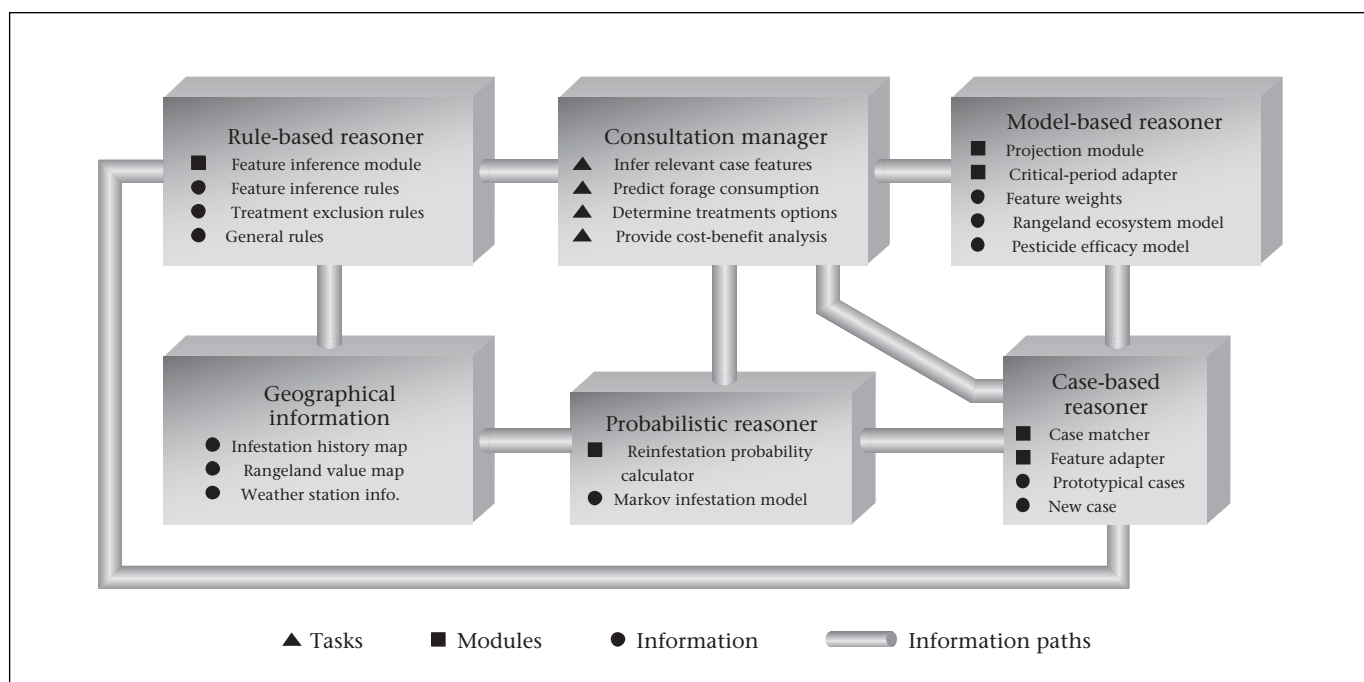 Rule-based reasoner
Feature inference module
Feature inference rules
Treatment exclusion rules
General rules
Consultation manager
Infer relevant case features
Predict forage consumption
Determine treatments options
Provide cost-benefit analysis
Model-based reasoner
Projection module
Critical-period adapter
Feature weights
Rangeland ecosystem model
Pesticide efficacy model
Geographical
information
Infestation history map
Rangeland value map
Weather station info.
Probabilistic reasoner
Reinfestation probability
calculator
Markov infestation model
Case-based
reasoner
Case matcher
Feature adapter
Prototypical cases
New case
Tasks
Modules
Information
Information paths